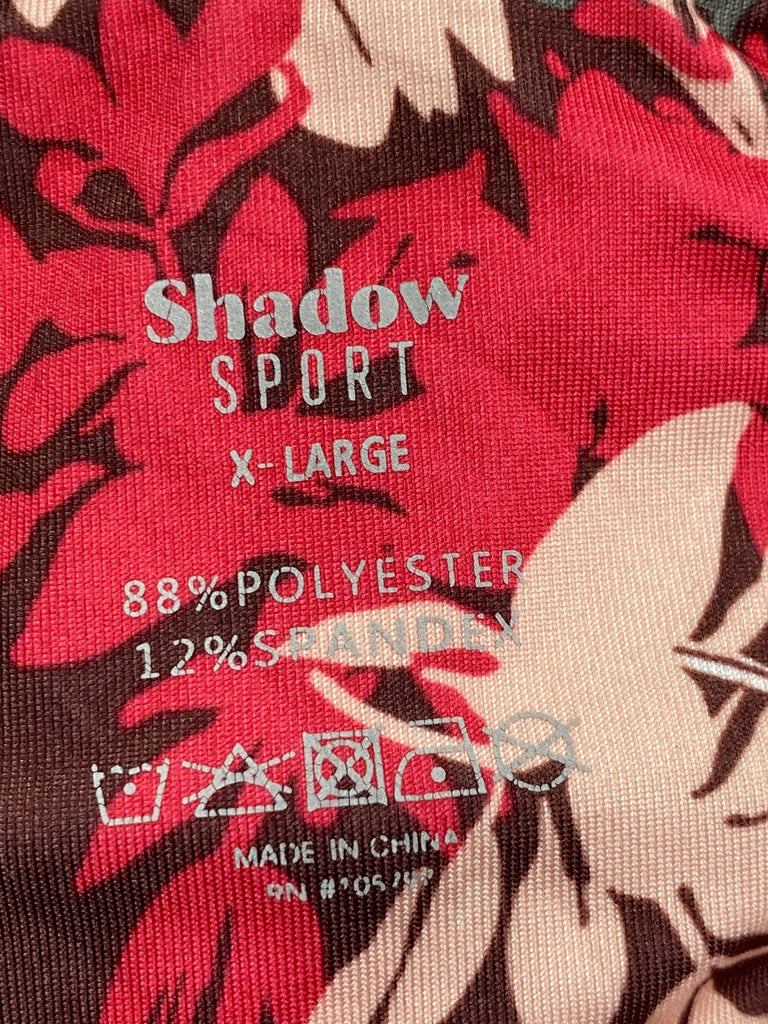 Shadow
SPORT
X-LARGE
88%POLYESTER
12%SPANDEX
MADE IN CHINA